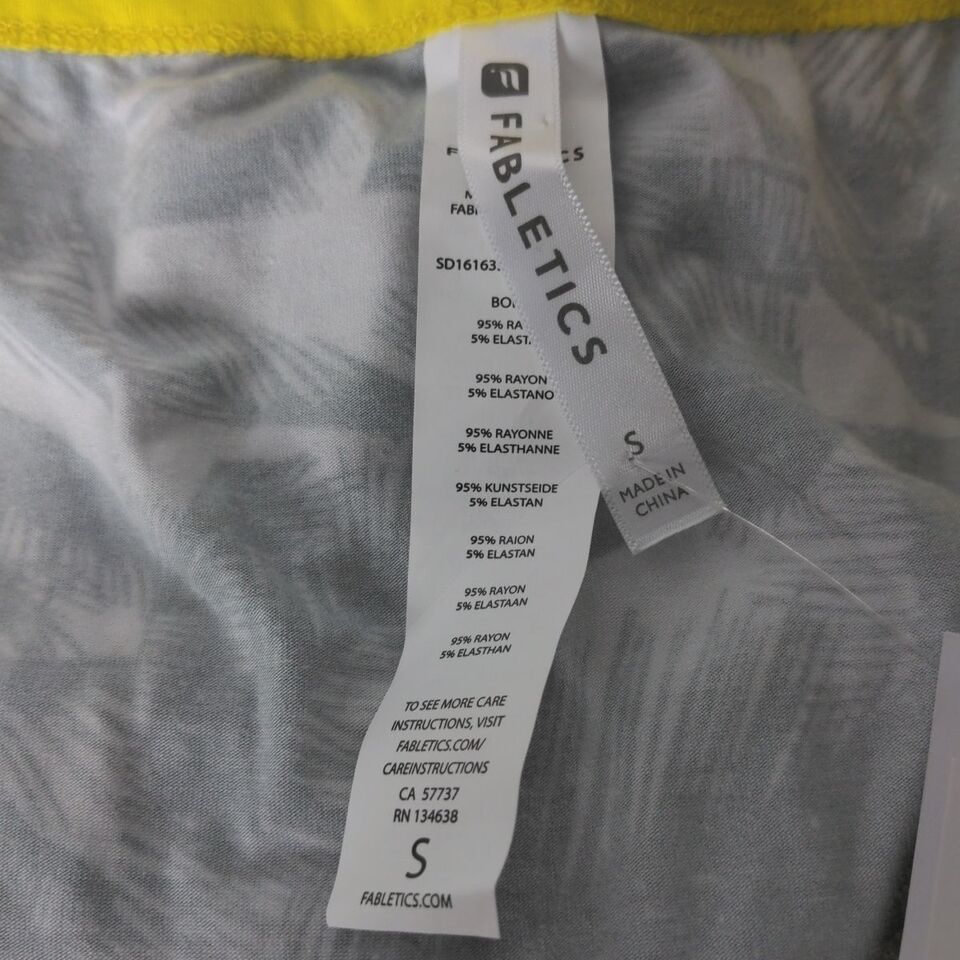 FABLETICS
S
MADE IN
CHINA
95%
5%
95% RAYON
5% ELASTANO
95% RAYONNE
5% ELASTHANNE
95% KUNSTSEIDE
5% ELASTAN
95% RAION
5% ELASTAN
95% RAYON
5% ELASTAAN
95% RAYON
5% ELASTHAN
TO SEE MORE CARE
INSTRUCTIONS, VISIT
FABLETICS.COM/
CAREINSTRUCTIONS
CA 57737
RN 134638
S
FABLETICS.COM